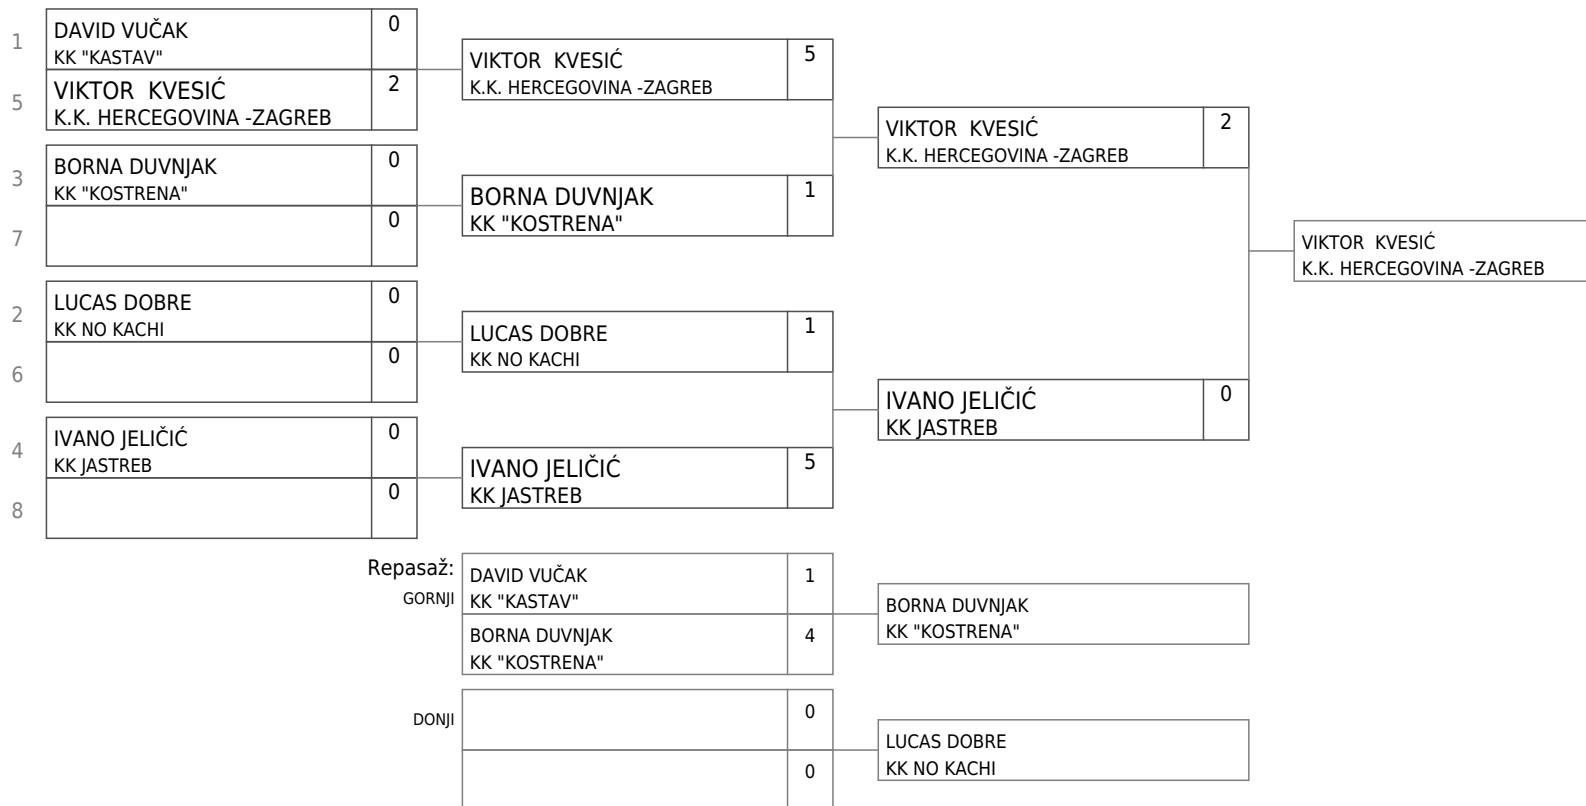 1
DAVID VUČAK
KK "KASTAV"
0
5
VIKTOR  KVESIĆ
K.K. HERCEGOVINA -ZAGREB
2
3
BORNA DUVNJAK
KK "KOSTRENA"
0
7
0
2
LUCAS DOBRE
KK NO KACHI
0
6
0
4
IVANO JELIČIĆ
KK JASTREB
0
8
0
VIKTOR  KVESIĆ
K.K. HERCEGOVINA -ZAGREB
5
BORNA DUVNJAK
KK "KOSTRENA"
1
LUCAS DOBRE
KK NO KACHI
1
IVANO JELIČIĆ
KK JASTREB
5
VIKTOR  KVESIĆ
K.K. HERCEGOVINA -ZAGREB
2
IVANO JELIČIĆ
KK JASTREB
0
VIKTOR  KVESIĆ
K.K. HERCEGOVINA -ZAGREB
Repasaž:
GORNJI
DAVID VUČAK
KK "KASTAV"
1
BORNA DUVNJAK
KK "KOSTRENA"
4
BORNA DUVNJAK
KK "KOSTRENA"
DONJI
0
0
LUCAS DOBRE
KK NO KACHI